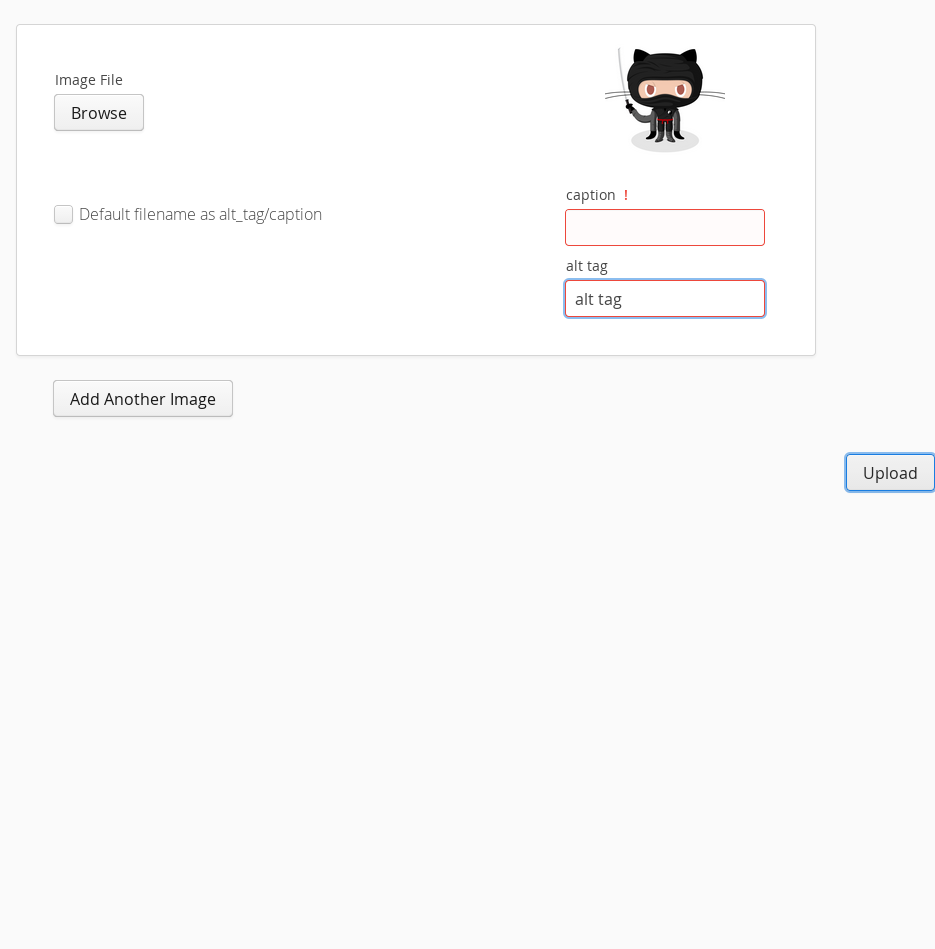 Image File
Browse
Default filename as alt_tag/caption
caption !
alt tag
alt tag
Add Another Image
Upload